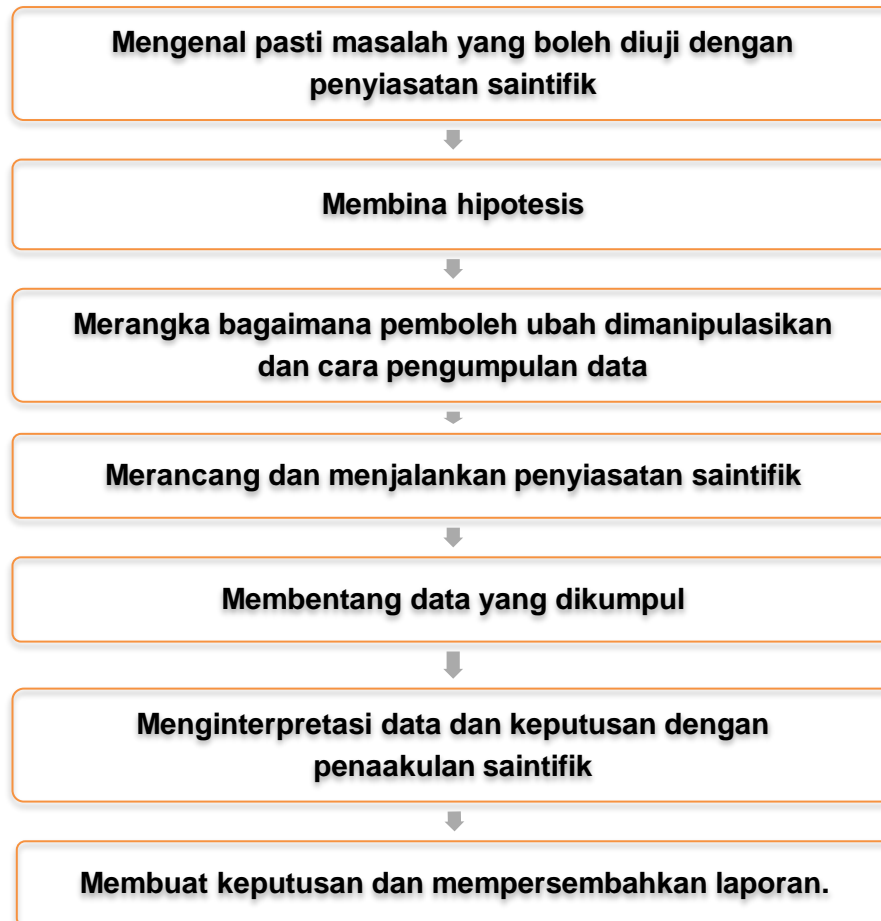 Mengenal pasti masalah yang boleh diuji dengan
penyiasatan saintifik
Membina hipotesis
Merangka bagaimana pemboleh ubah dimanipulasikan
dan cara pengumpulan data
Merancang dan menjalankan penyiasatan saintifik
Membentang data yang dikumpul
Menginterpretasi data dan keputusan dengan
penaakulan saintifik
Membuat keputusan dan mempersembahkan laporan.